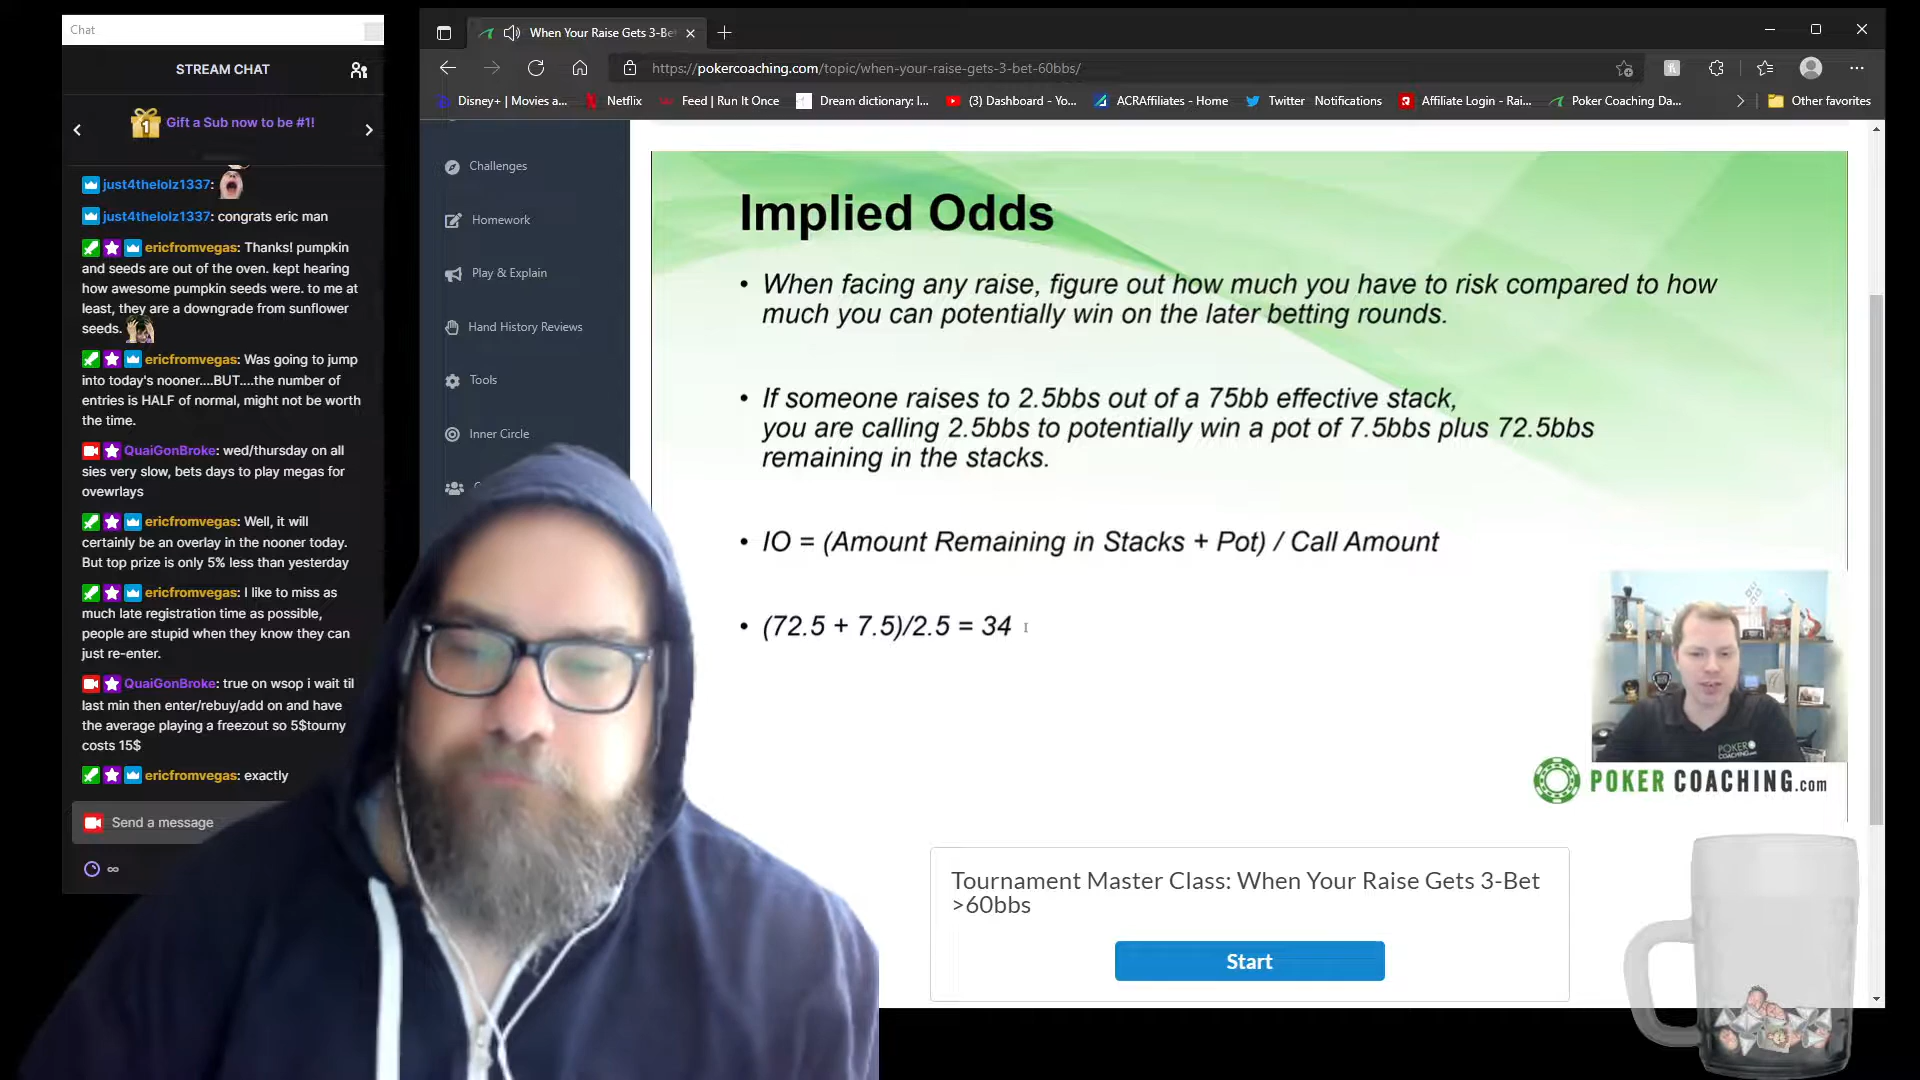 Chat
STREAM CHAT
1
Gift a Sub now to be #1!
just4thelolz1337:
just4thelolz1337: congrats eric man
ericfromvegas: Thanks! pumpkin
and seeds are out of the oven. kept hearing
how awesome pumpkin seeds were. to me at
least, they are a downgrade from sunflower
seeds.
ericfromvegas: Was going to jump
into today's nooner....BUT....the number of
entries is HALF of normal, might not be worth
the time.
QuaiGonBroke: wed/thursday on all
sies very slow, bets days to play megas for
ovewrlays
ericfromvegas: Well, it will
certainly be an overlay in the nooner today.
But top prize is only 5% less than yesterday
ericfromvegas: I like to miss as
much late registration time as possible,
people are stupid when they know they can
just re-enter.
QuaiGonBroke: true on wsop i wait til
last min then enter/rebuy/add on and have
the average playing a freezout so 5$tourny
costs 15$
ericfromvegas: exactly
Send a message
∞
When Your Raise Gets 3-Be
https://pokercoaching.com/topic/when-your-raise-gets-3-bet-60bbs/
Disney+ | Movies a... Netflix Feed | Run It Once Dream dictionary: I... (3) Dashboard - Yo... ACRAffiliates - Home Twitter Notifications Affiliate Login - Rai... Poker Coaching Da... Other favorites
Challenges
Homework
Play & Explain
Hand History Reviews
Tools
Inner Circle
Implied Odds
• When facing any raise, figure out how much you have to risk compared to how
much you can potentially win on the later betting rounds.
• If someone raises to 2.5bbs out of a 75bb effective stack,
you are calling 2.5bbs to potentially win a pot of 7.5bbs plus 72.5bbs
remaining in the stacks.
• IO = (Amount Remaining in Stacks + Pot) / Call Amount
• (72.5 + 7.5)/2.5 = 34
POKER
POKER COACHING.com
Tournament Master Class: When Your Raise Gets 3-Bet
>60bbs
Start